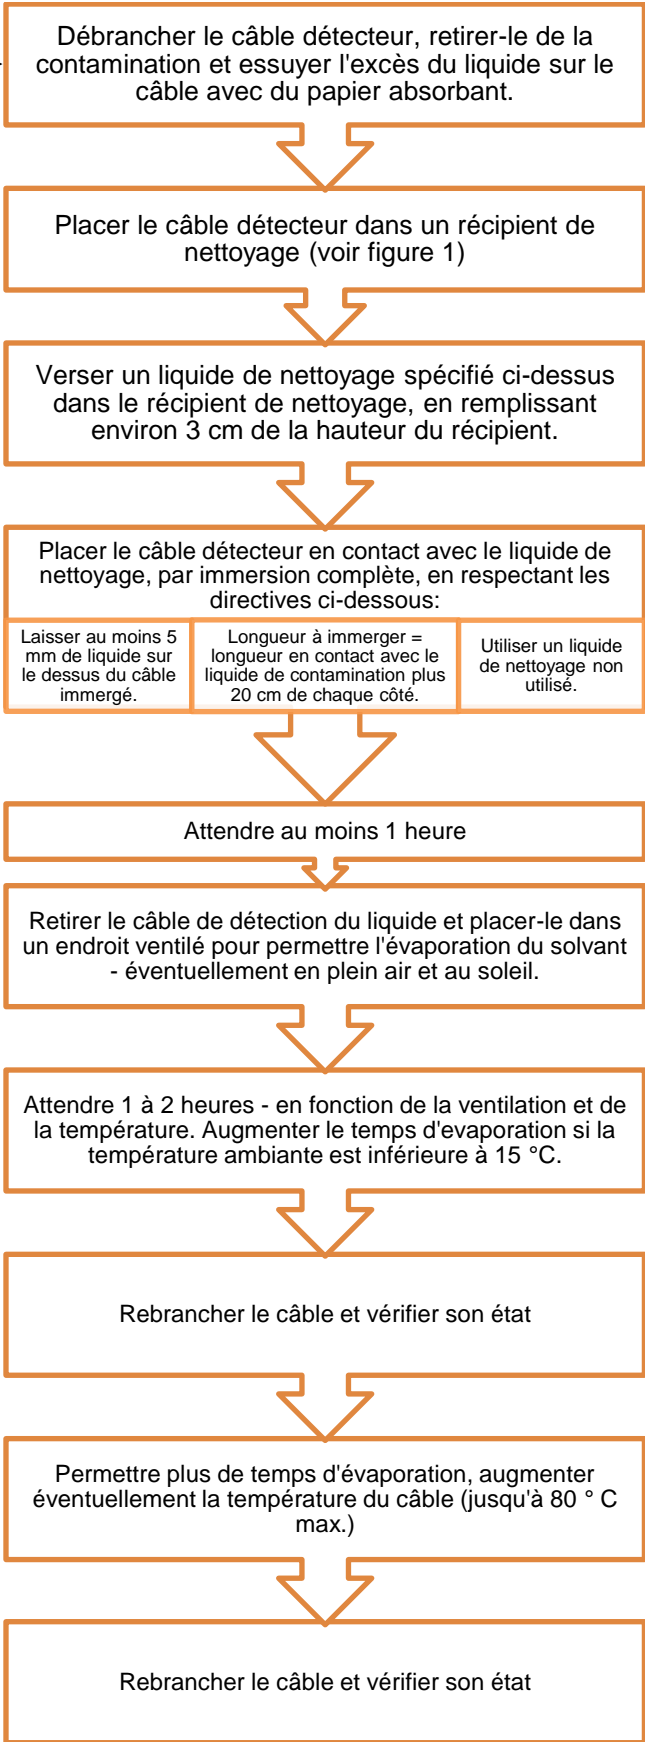 Débrancher le câble détecteur, retirer-le de la
contamination et essuyer l'excès du liquide sur le
câble avec du papier absorbant.
Placer le câble détecteur dans un récipient de
nettoyage (voir figure 1)
Verser un liquide de nettoyage spécifié ci-dessus
dans le récipient de nettoyage, en remplissant
environ 3 cm de la hauteur du récipient.
Placer le câble détecteur en contact avec le liquide de
nettoyage, par immersion complète, en respectant les
directives ci-dessous:
Laisser au moins 5
mm de liquide sur
le dessus du câble
immergé.
Longueur à immerger =
longueur en contact avec le
liquide de contamination plus
20 cm de chaque côté.
Utiliser un liquide
de nettoyage non
utilisé.
Attendre au moins 1 heure
Retirer le câble de détection du liquide et placer-le dans
un endroit ventilé pour permettre l'évaporation du solvant
- éventuellement en plein air et au soleil.
Attendre 1 à 2 heures - en fonction de la ventilation et de
la température. Augmenter le temps d'evaporation si la
température ambiante est inférieure à 15 °C.
Rebrancher le câble et vérifier son état
Permettre plus de temps d'évaporation, augmenter
éventuellement la température du câble (jusqu'à 80 ° C
max.)
Rebrancher le câble et vérifier son état